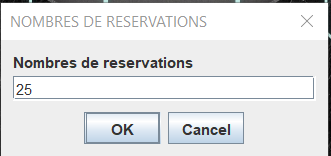 NOMBRES DE RESERVATIONS
Nombres de reservations
25
OK Cancel